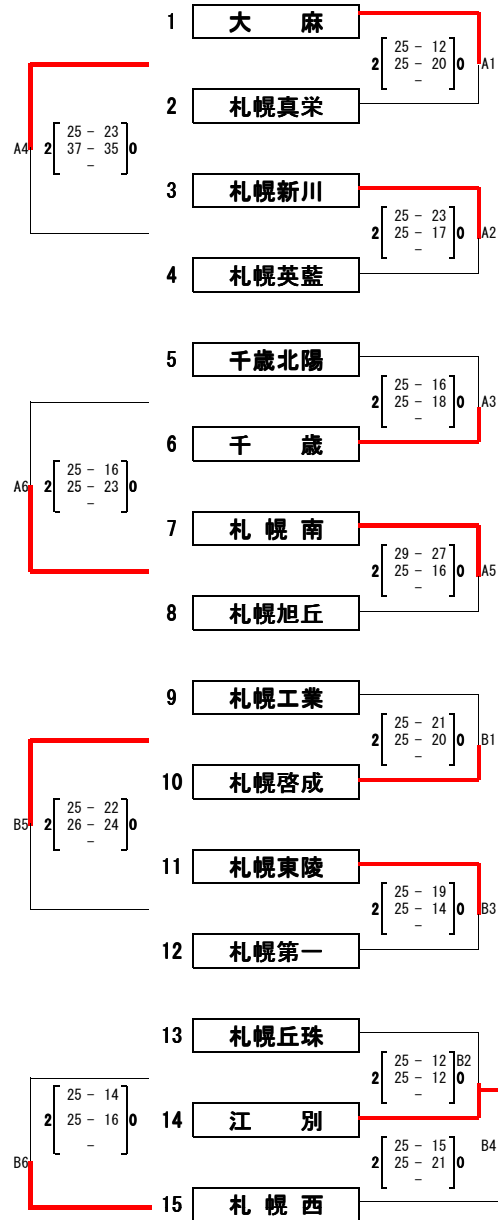 1 大 麻
2 [ 25 - 12 25 - 20 - ] 0 A1
2 札幌真栄
A4 2 [ 25 - 23 37 - 35 - ] 0
3 札幌新川
2 [ 25 - 23 25 - 17 - ] 0 A2
4 札幌英藍
5 千歳北陽
2 [ 25 - 16 25 - 18 - ] 0 A3
6 千 歳
A6 2 [ 25 - 16 25 - 23 - ] 0
7 札 幌 南
2 [ 29 - 27 25 - 16 - ] 0 A5
8 札幌旭丘
9 札幌工業
2 [ 25 - 21 25 - 20 - ] 0 B1
10 札幌啓成
B5 2 [ 25 - 22 26 - 24 - ] 0
11 札幌東陵
2 [ 25 - 19 25 - 14 - ] 0 B3
12 札幌第一
13 札幌丘珠
2 [ 25 - 12 25 - 12 - ] 0 B2
14 江 別
B6 2 [ 25 - 14 25 - 16 - ] 0
2 [ 25 - 15 25 - 21 - ] 0 B4
15 札 幌 西